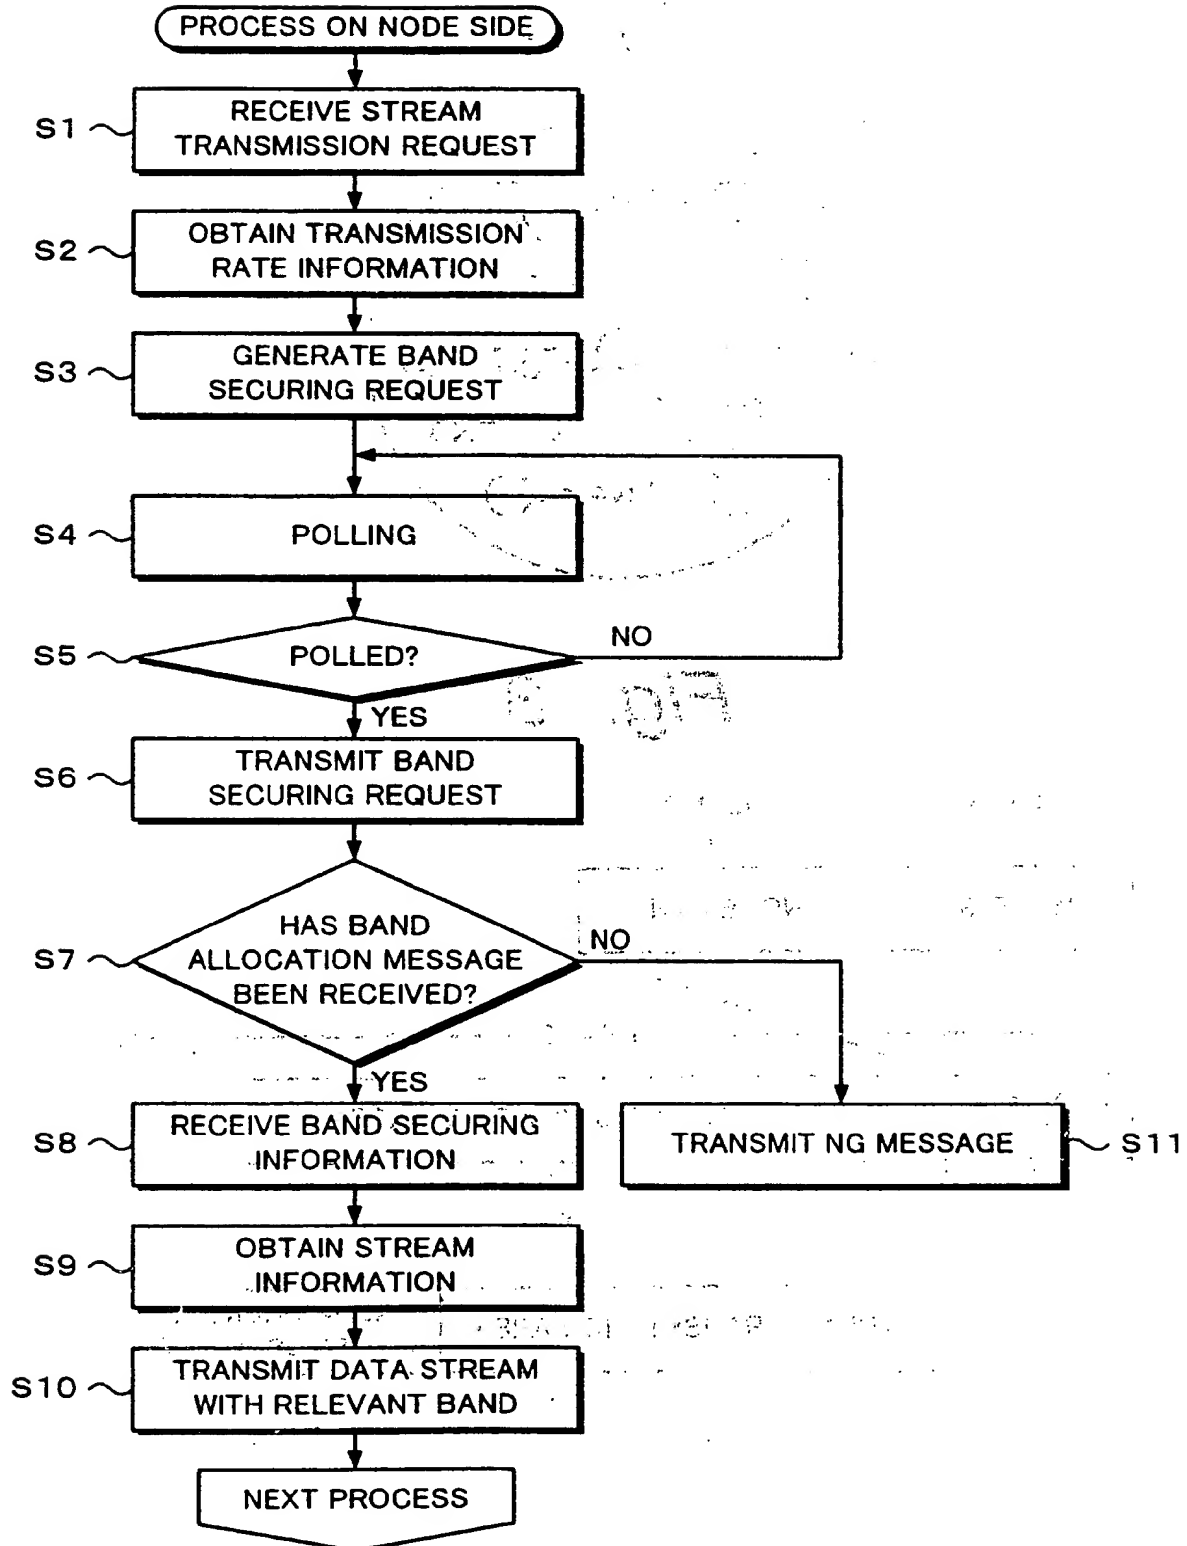 PROCESS ON NODE SIDE
S1
RECEIVE STREAM
TRANSMISSION REQUEST
S2
OBTAIN TRANSMISSION
RATE INFORMATION
S3
GENERATE BAND
SECURING REQUEST
S4
POLLING
S5
POLLED?
NO
YES
S6
TRANSMIT BAND
SECURING REQUEST
S7
HAS BAND
ALLOCATION MESSAGE
BEEN RECEIVED?
NO
YES
S8
RECEIVE BAND SECURING
INFORMATION
TRANSMIT NG MESSAGE
S11
S9
OBTAIN STREAM
INFORMATION
S10
TRANSMIT DATA STREAM
WITH RELEVANT BAND
NEXT PROCESS